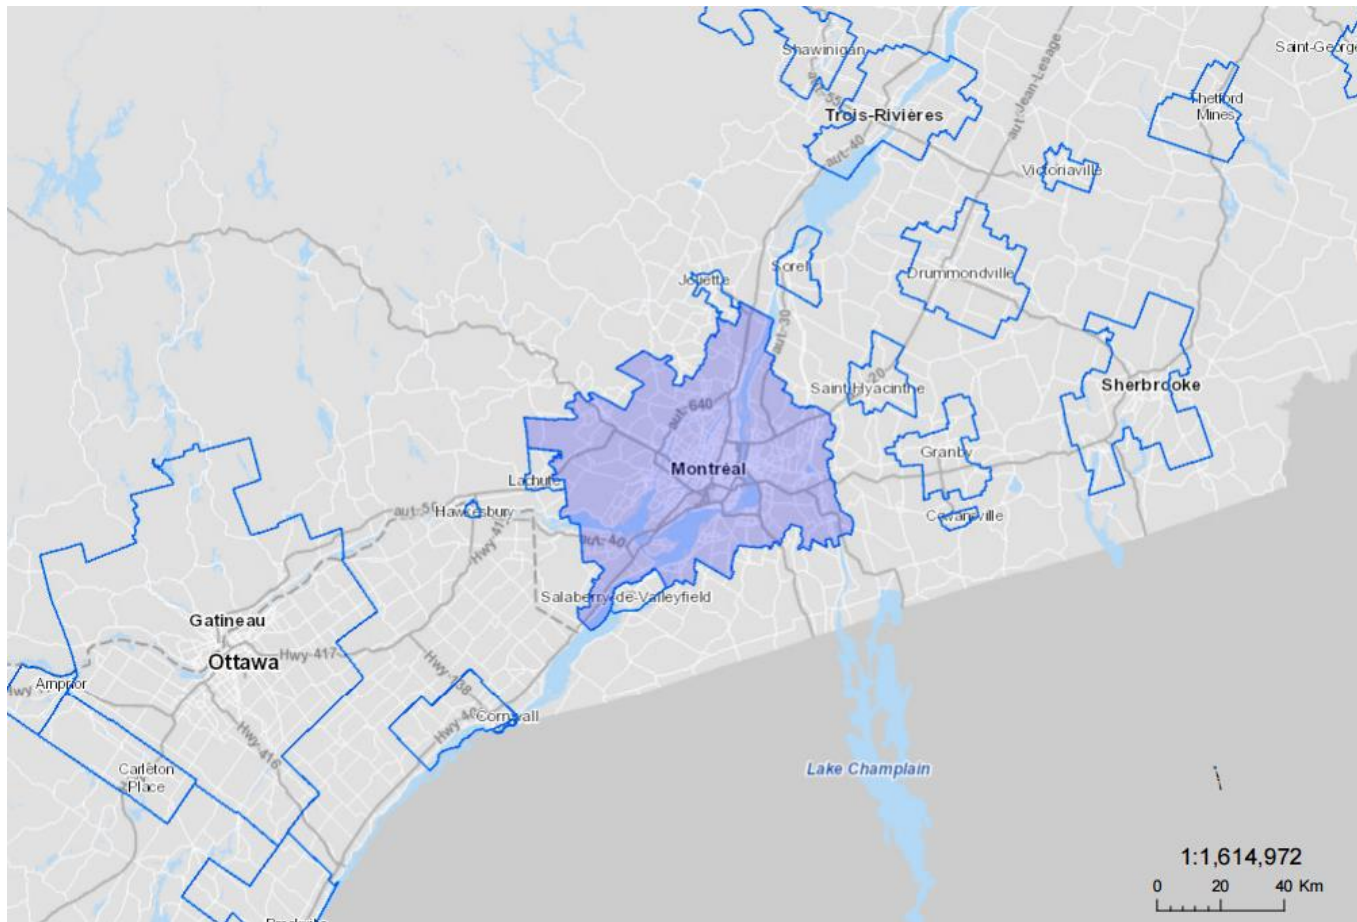 Shawinigan
Saint-George
aut.-55
Trois-Rivières
aut.-Jean-Lesage
Thetford
Mines
aut.-40
Victoriaville
Sorel
Joliette
Drummondville
aut.-30
20
Saint-Hyacinthe
Sherbrooke
aut.-640
Montréal
Granby
Lachute
aut.-50
Hawkesbury
Cowansville
Hwy-417
aut.-40
Salaberry-de-Valleyfield
Gatineau
Ottawa
Hwy-417
Hwy-138
Arnprior
Hwy
Cornwall
Hwy-416
Carleton
Place
Lake Champlain
1:1,614,972
0 20 40 Km